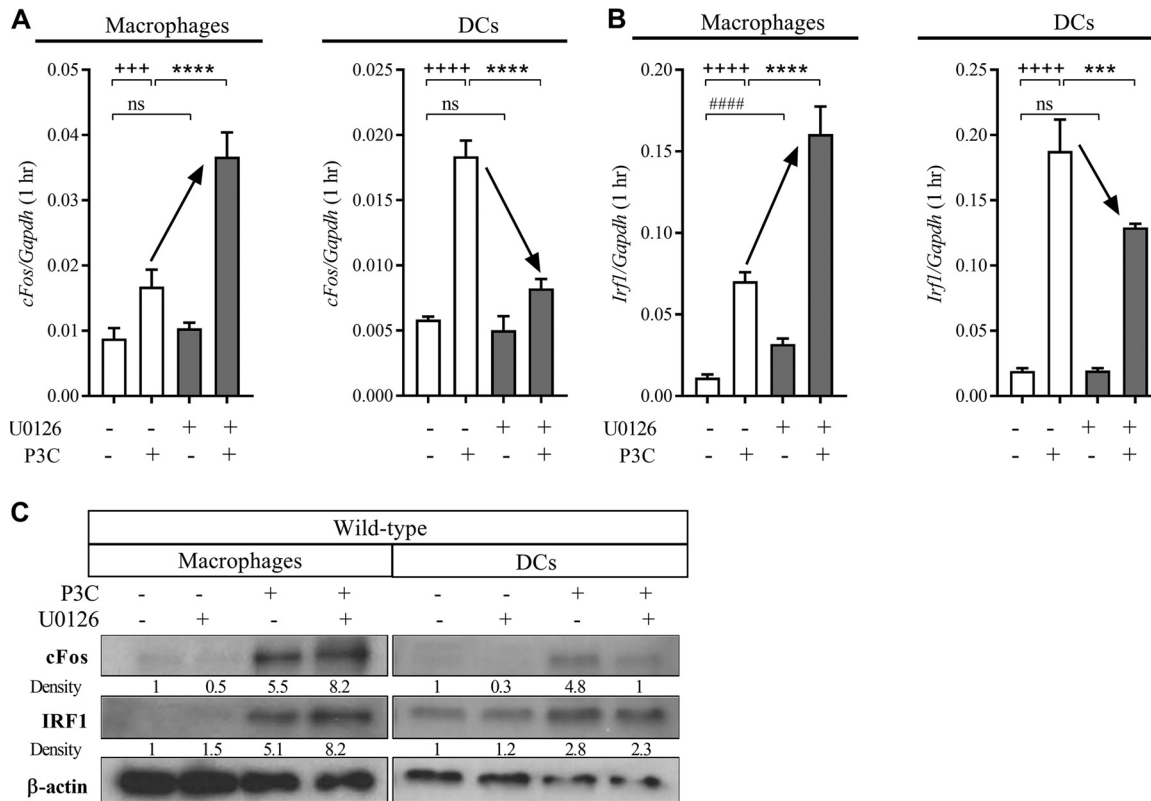 A
Macrophages
DCs
B
Macrophages
DCs
0.05
0.04
0.03
0.02
0.01
0.00
cFos/Gapdh (1 hr)
+++ ****
ns
0.025
0.020
0.015
0.010
0.005
0.000
cFos/Gapdh (1 hr)
++++ ****
ns
0.20
0.15
0.10
0.05
0.00
Irf1/Gapdh (1 hr)
++++ ****
####
0.25
0.20
0.15
0.10
0.05
0.00
Irf1/Gapdh (1 hr)
++++ ***
ns
U0126 - - + + - - + + - - + + - - + +
P3C - + - + - + - + - + - + - + - +
C
Wild-type
Macrophages DCs
P3C - - + + - - + +
U0126 - + - + - + - +
cFos
Density 1 0.5 5.5 8.2 1 0.3 4.8 1
IRF1
Density 1 1.5 5.1 8.2 1 1.2 2.8 2.3
β-actin